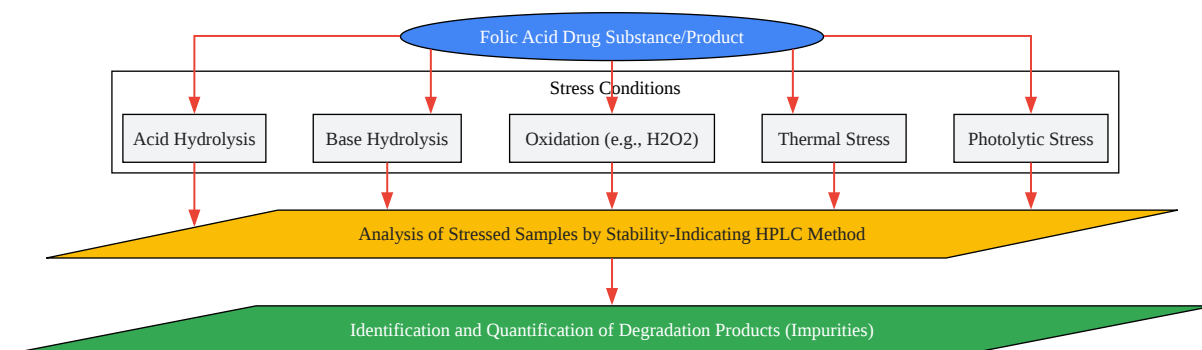 Folic Acid Drug Substance/Product
Stress Conditions
Acid Hydrolysis
Base Hydrolysis
Oxidation (e.g., H2O2)
Thermal Stress
Photolytic Stress
Analysis of Stressed Samples by Stability-Indicating HPLC Method
Identification and Quantification of Degradation Products (Impurities)